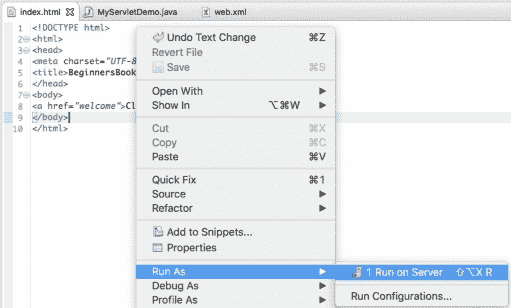 index.html MyServletDemo.java web.xml
1 <!DOCTYPE html>
2 <html>
3 <head>
4 <meta charset="UTF-8
5 <title>BeginnersBook
6 </head>
7 <body>
8 <a href="welcome">Cl
9 </body>
10 </html>
Undo Text Change ⌘Z
Revert File
Save ⌘S
Open With ▶
Show In ⌥⌘W ▶
Cut ⌘X
Copy ⌘C
Paste ⌘V
Quick Fix ⌘1
Source ▶
Refactor ▶
Add to Snippets...
Properties
Run As ▶
Debug As ▶
Profile As ▶
1 Run on Server ⇧⌥X R
Run Configurations...